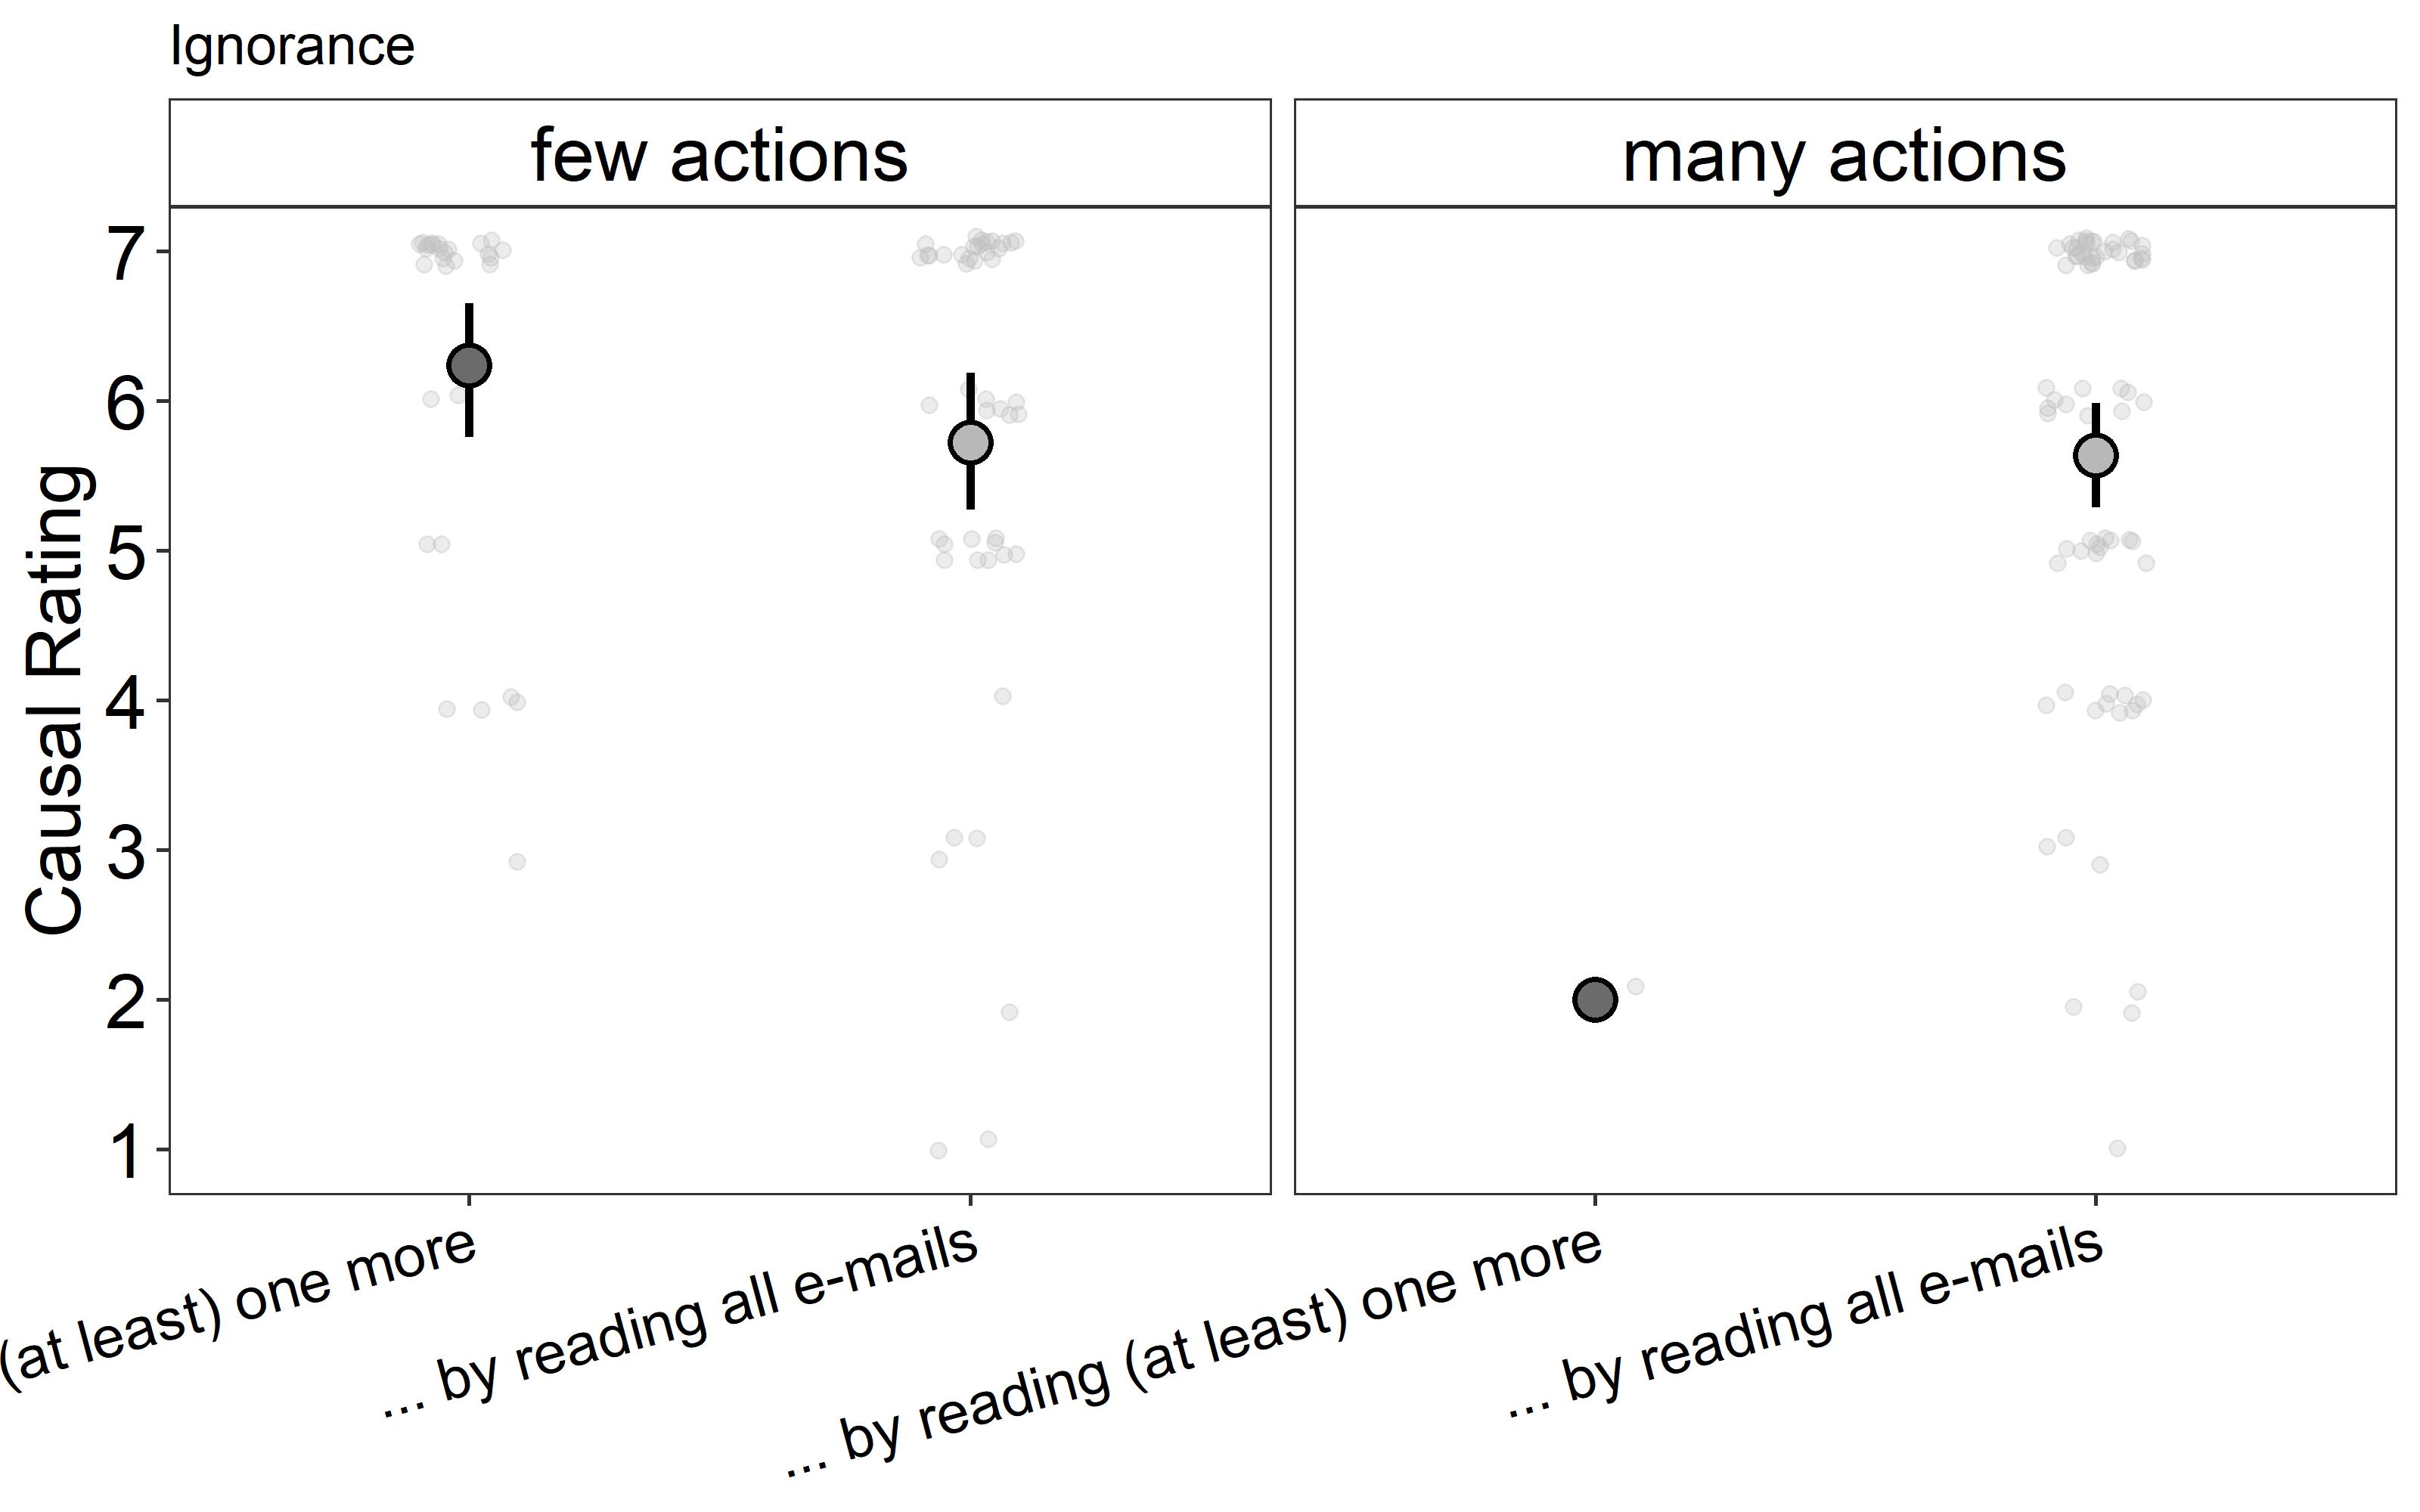 Ignorance
few actions
many actions
Causal Rating
7
6
5
4
3
2
1
(at least) one more
... by reading all e-mails
... by reading (at least) one more
... by reading all e-mails